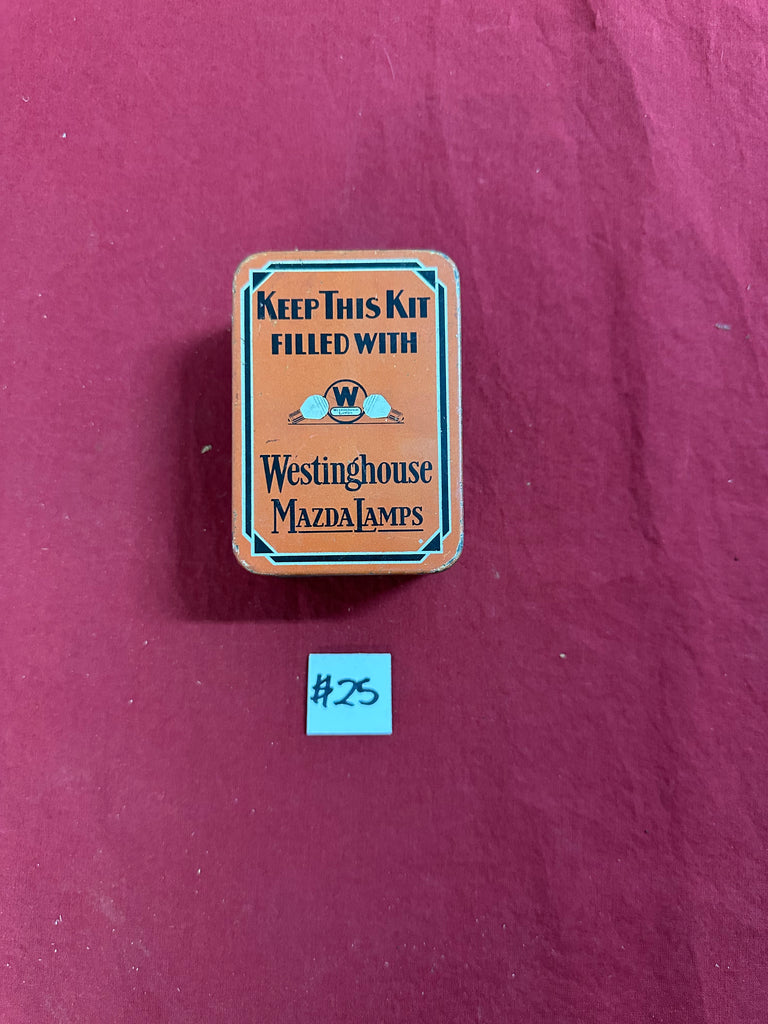 KEEP THIS KIT
FILLED WITH
W
Westinghouse
MAZDA LAMPS
#25